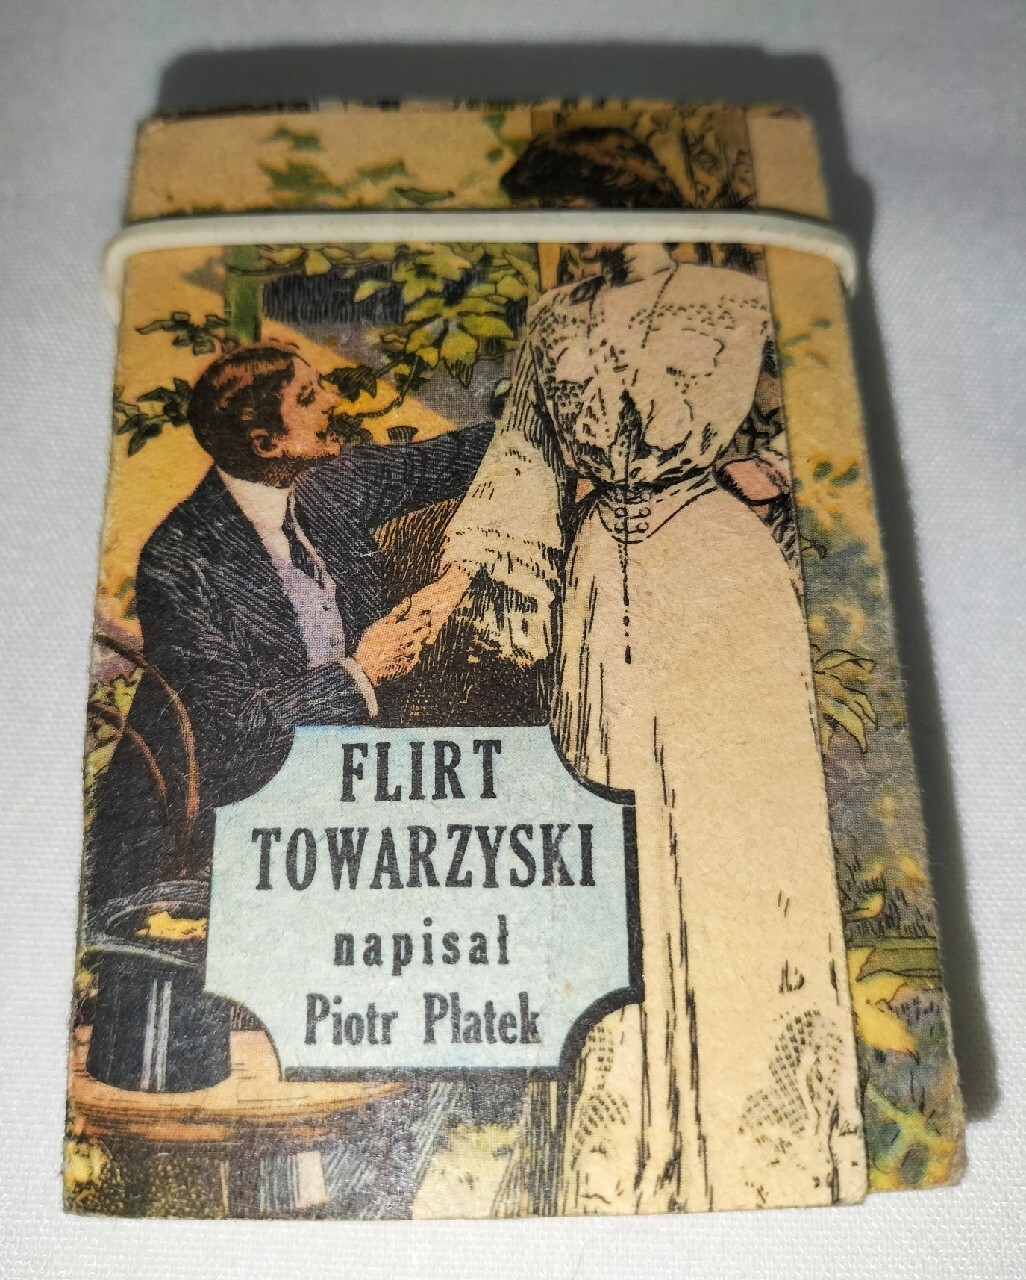 FLIRT
TOWARZYSKI
napisał
Piotr Płatek